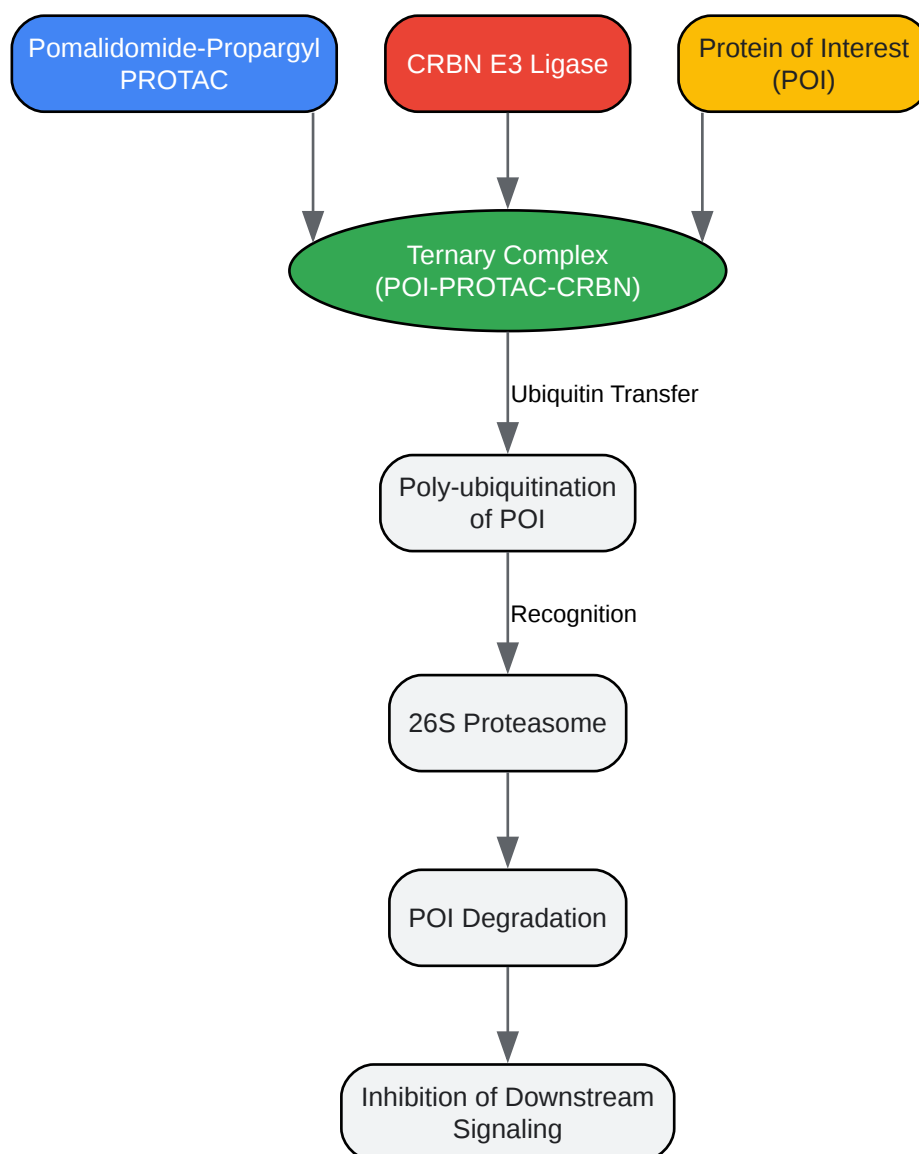 Pomalidomide-Propargyl
PROTAC
CRBN E3 Ligase
Protein of Interest
(POI)
Ternary Complex
(POI-PROTAC-CRBN)
Ubiquitin Transfer
Poly-ubiquitination
of POI
Recognition
26S Proteasome
POI Degradation
Inhibition of Downstream
Signaling